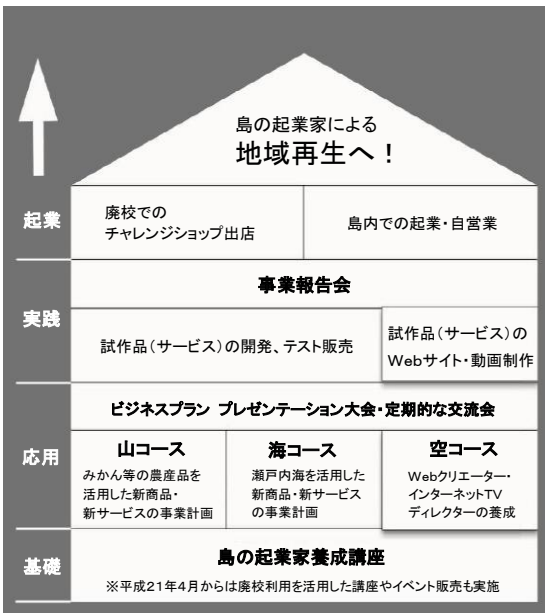 島の起業家による
地域再生へ！
起業
廃校での
チャレンジショップ出店
島内での起業・自営業
実践
事業報告会
試作品（サービス）の開発、テスト販売
試作品（サービス）の
Webサイト・動画制作
応用
ビジネスプラン プレゼンテーション大会・定期的な交流会
山コース
みかん等の農産品を
活用した新商品・
新サービスの事業計画
海コース
瀬戸内海を活用した
新商品・新サービス
の事業計画
空コース
Webクリエーター・
インターネットTV
ディレクターの養成
基礎
島の起業家養成講座
※平成21年4月からは廃校利用を活用した講座やイベント販売も実施